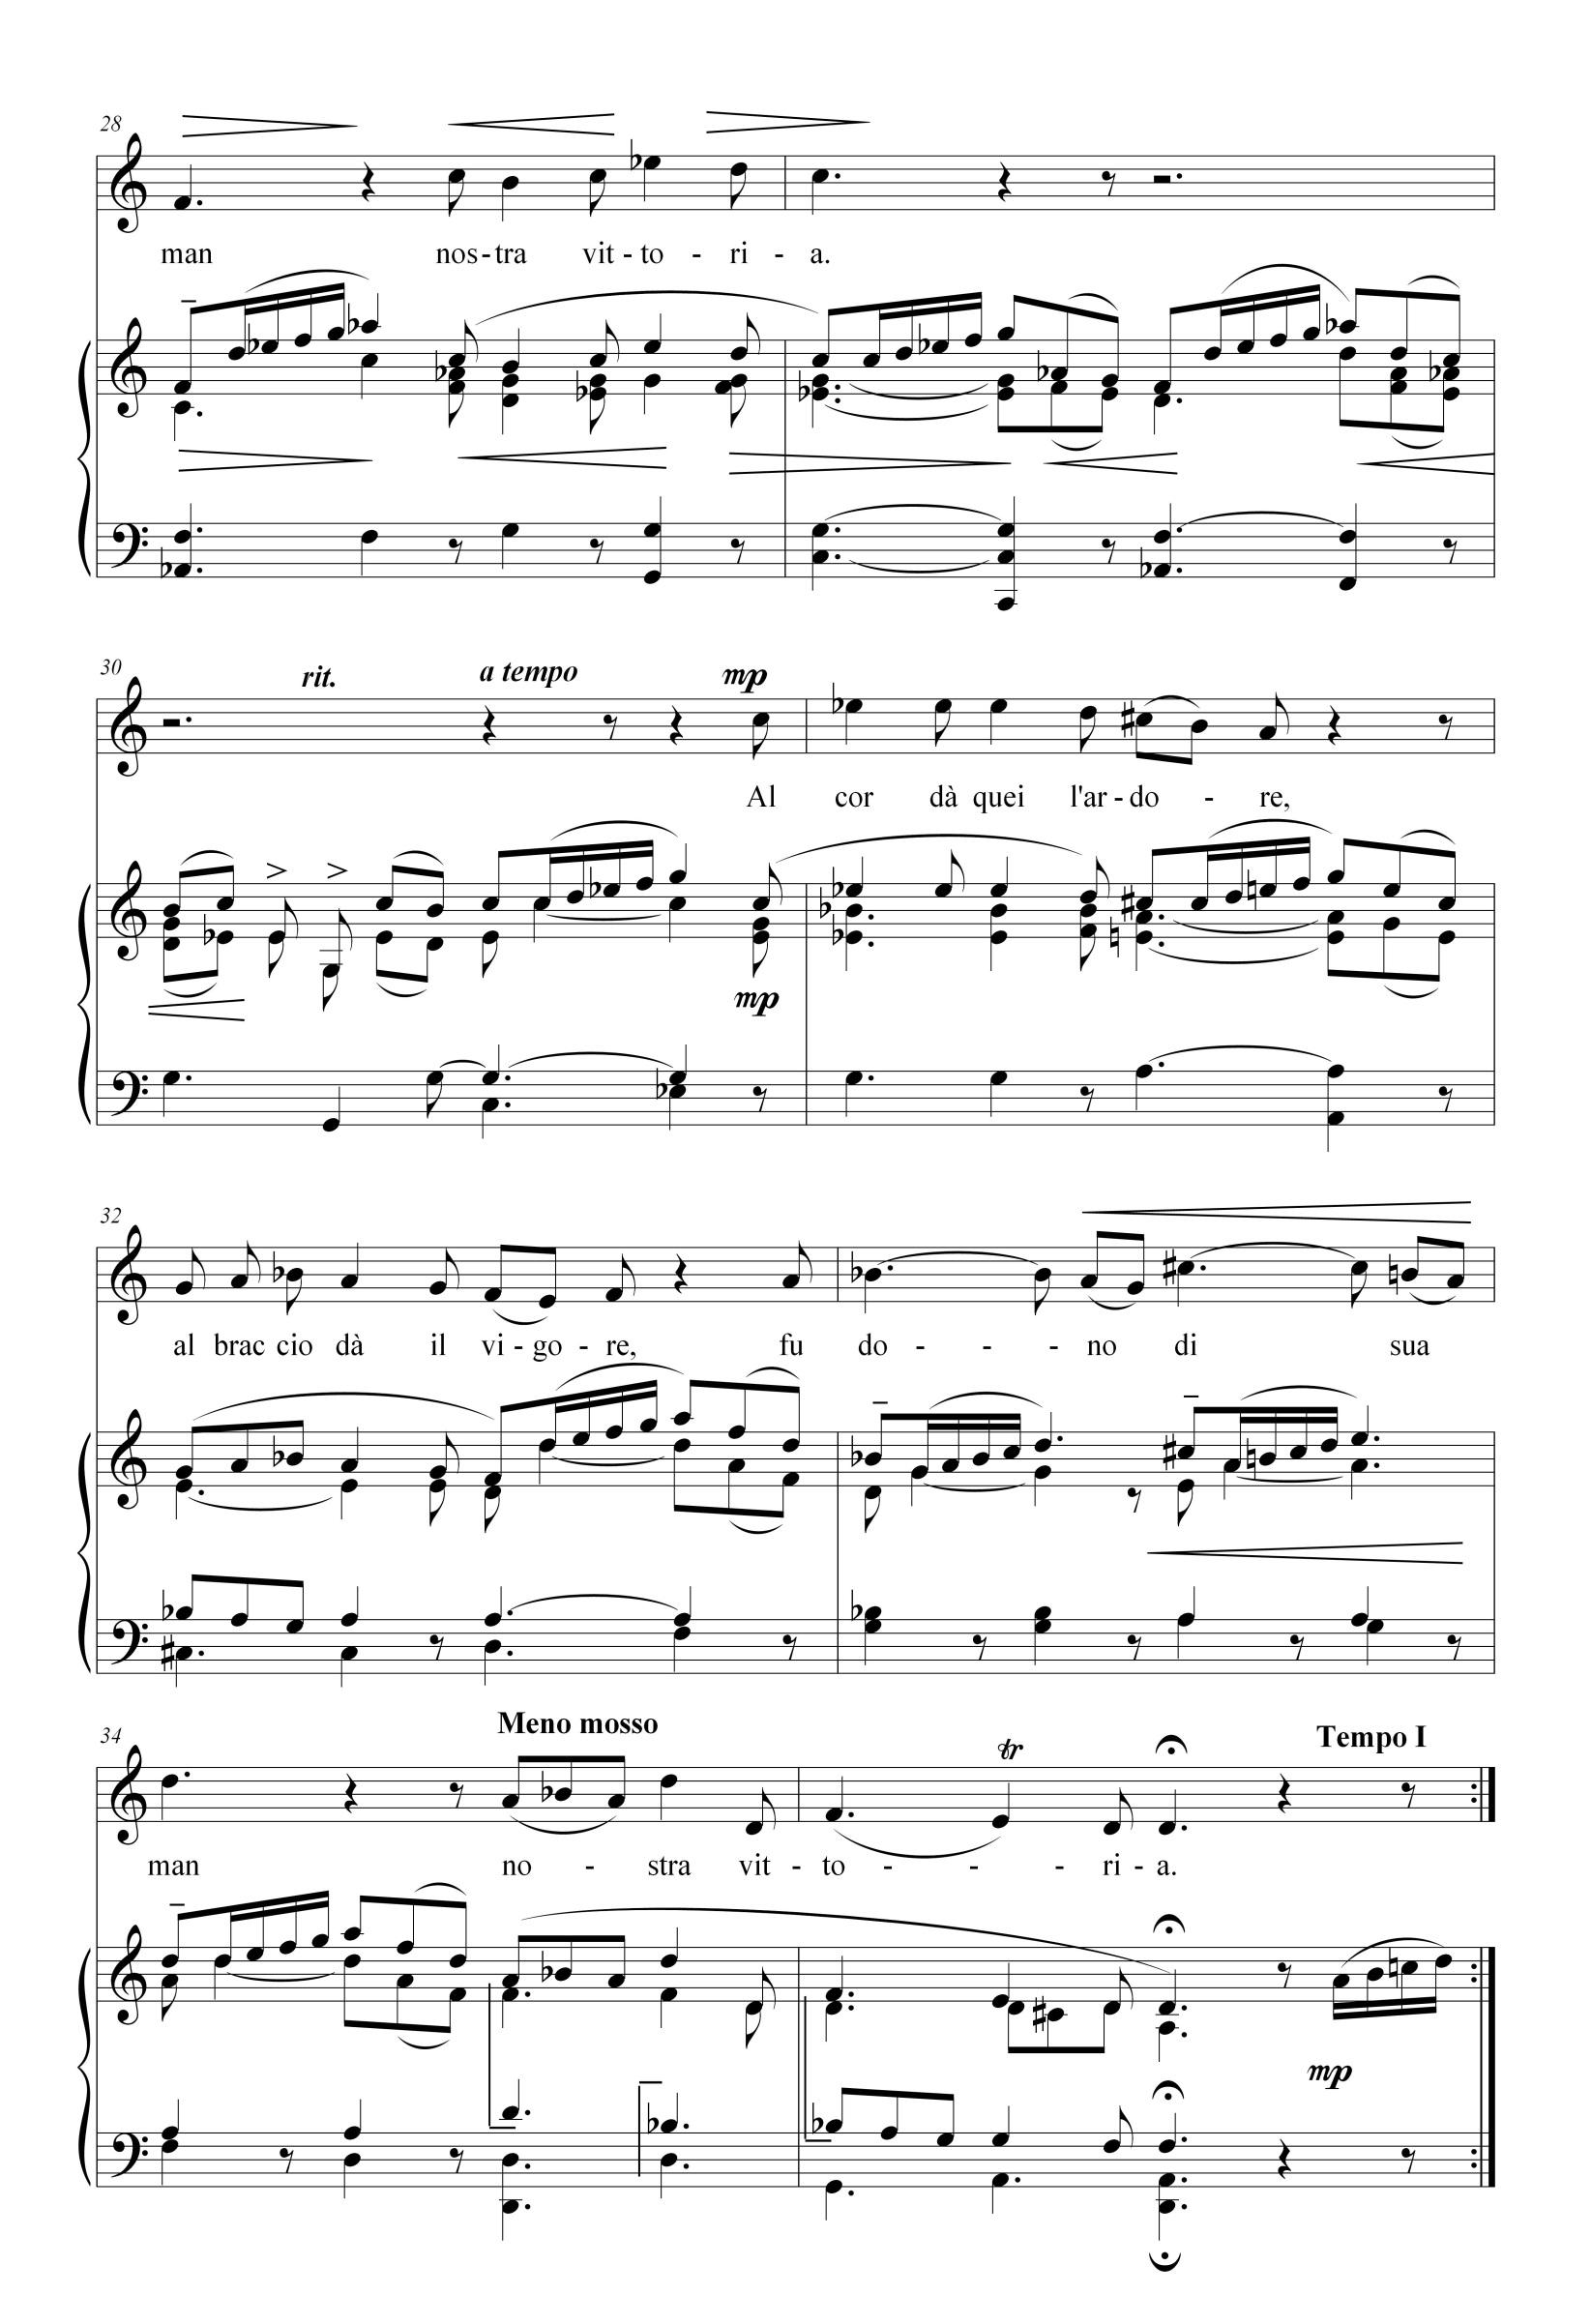 28
man nos - tra vit - to - ri - a.
30 rit. a tempo mp
Al cor dà quei l'ar - do - re,
mp
32
al brac cio dà il vi - go - re, fu do - - - no di sua
34 Meno mosso tr Tempo I
man no - stra vit - to - - - ri - a.
mp